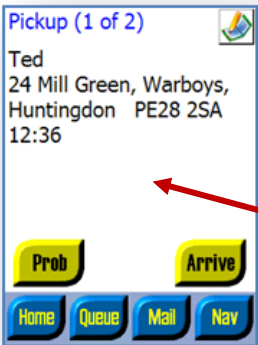 Pickup (1 of 2)
Ted
24 Mill Green, Warboys,
Huntingdon PE28 2SA
12:36
Prob Arrive
Home Queue Mail Nav